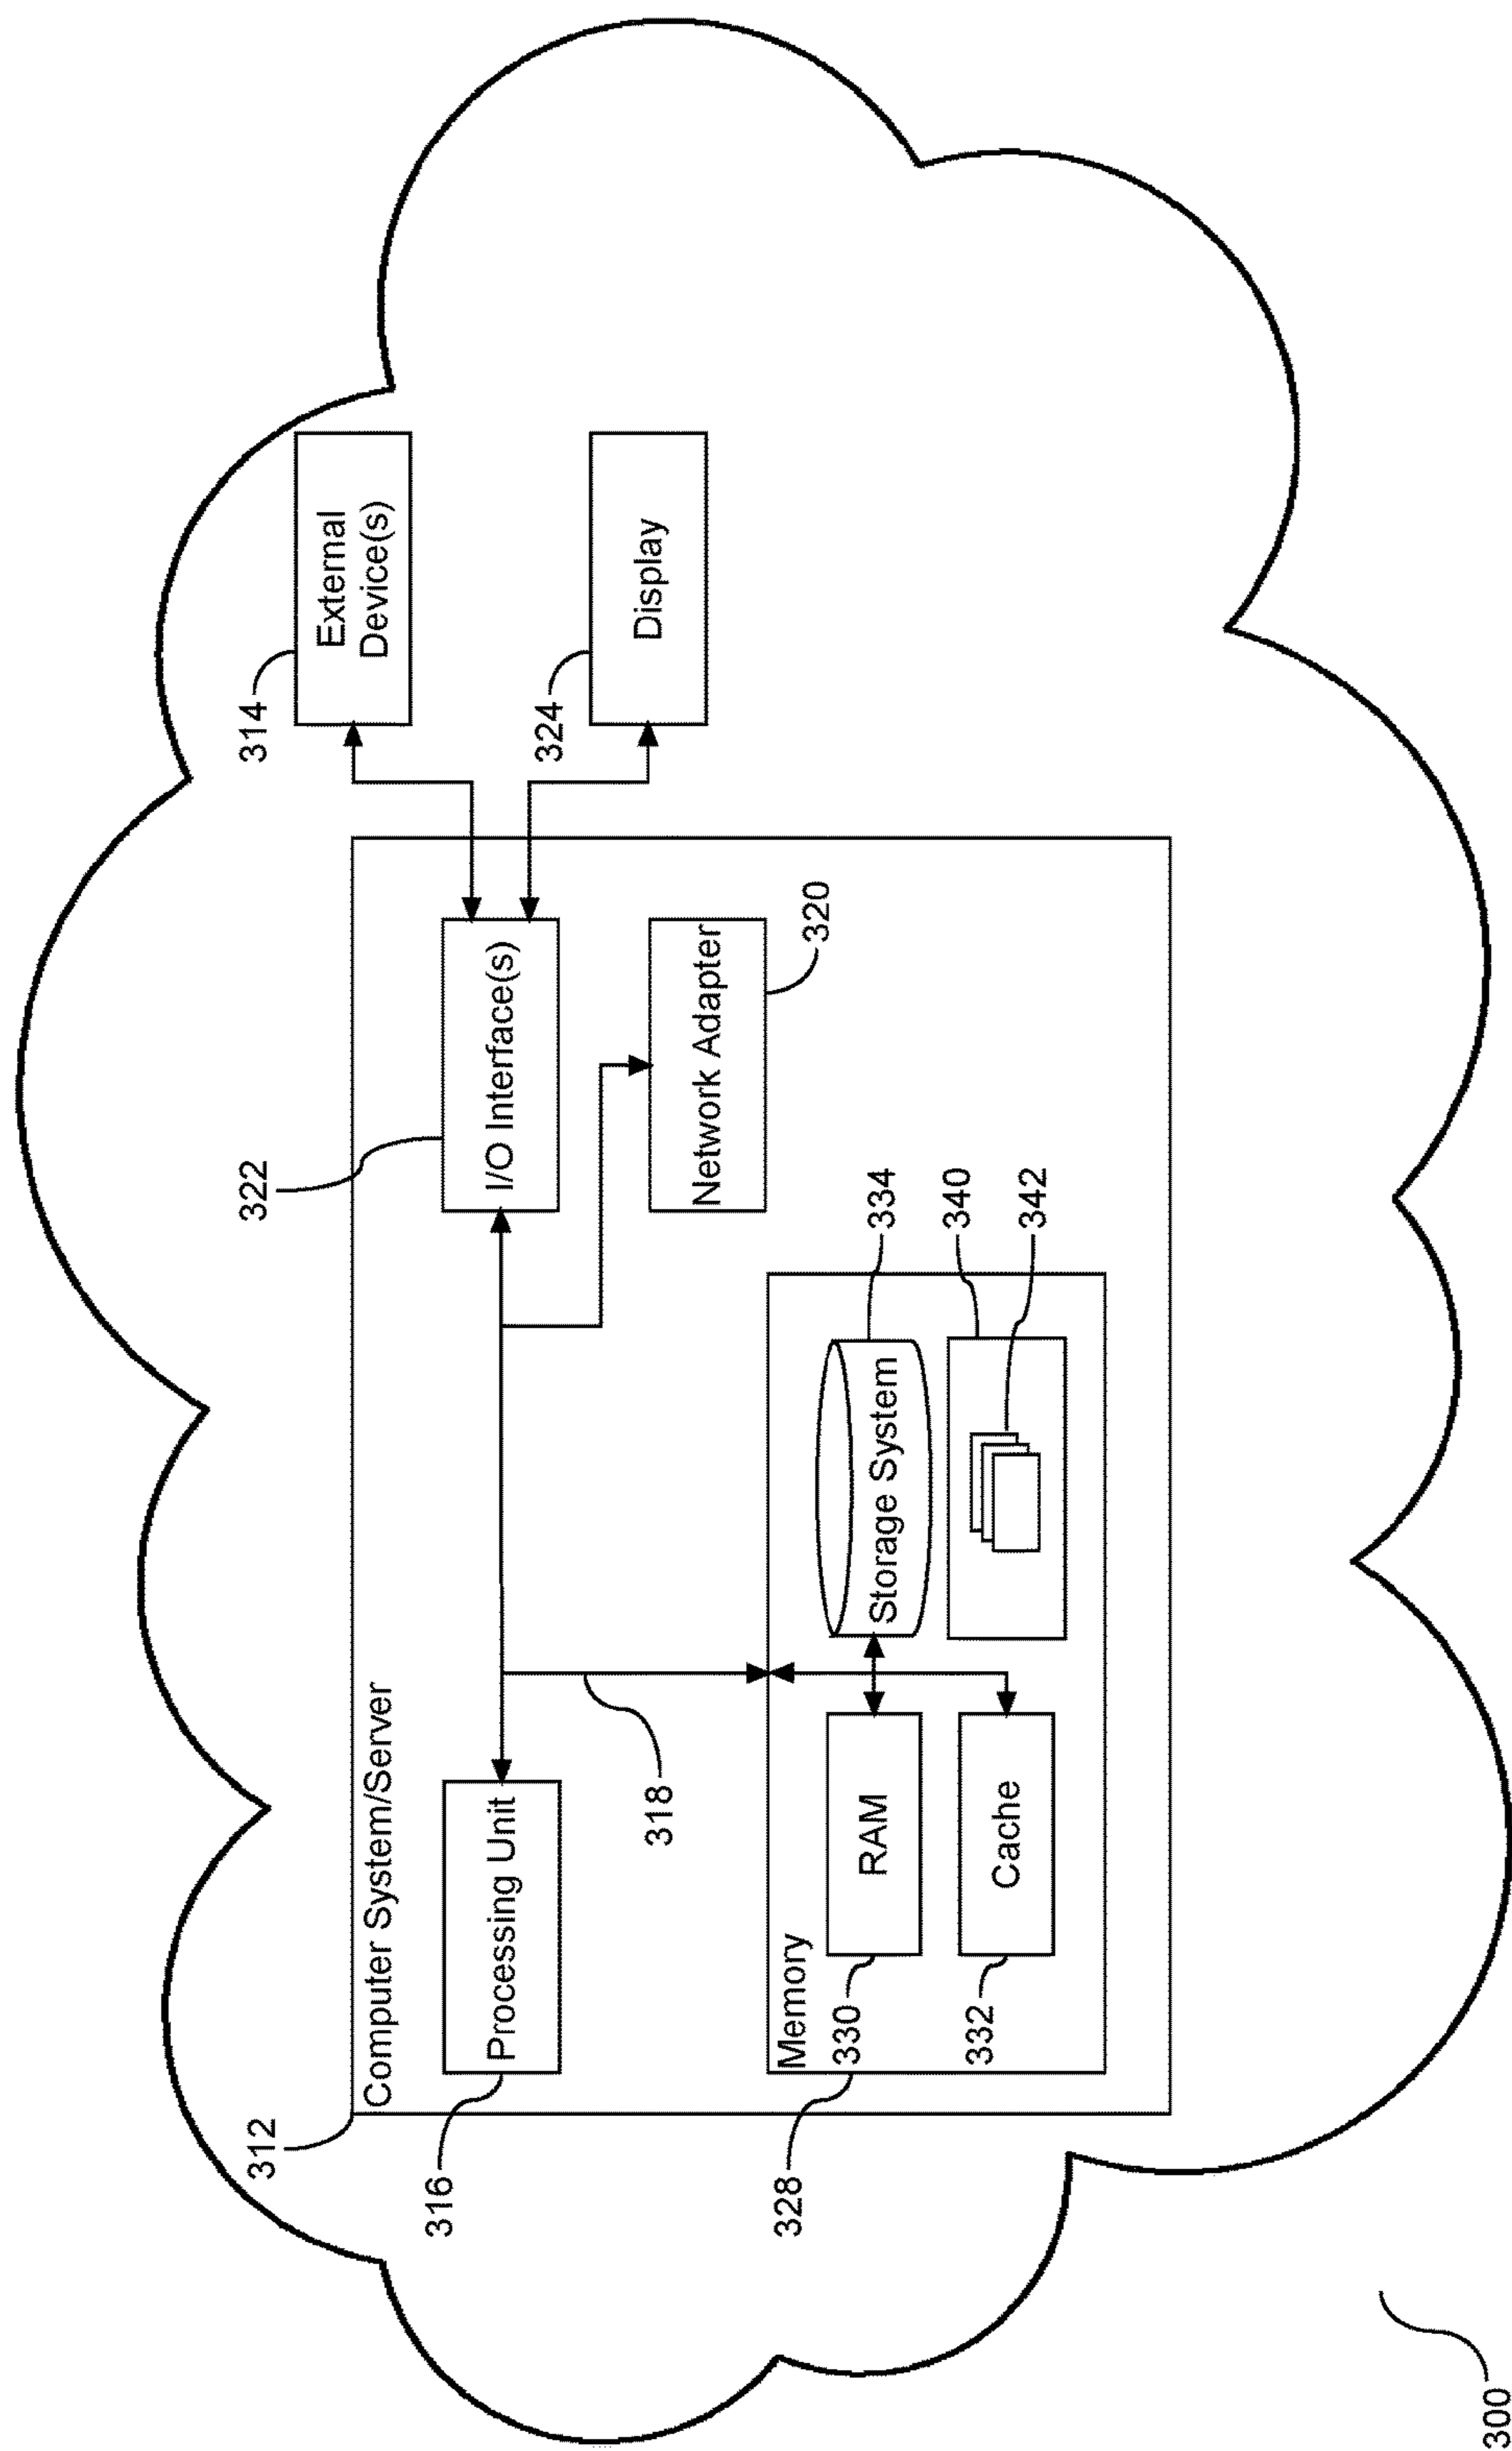 312
Computer System/Server
316
Processing Unit
322
I/O Interface(s)
314
External
Device(s)
324
Display
318
Network Adapter
320
328
Memory
330
RAM
Storage System
334
332
Cache
340
342
300